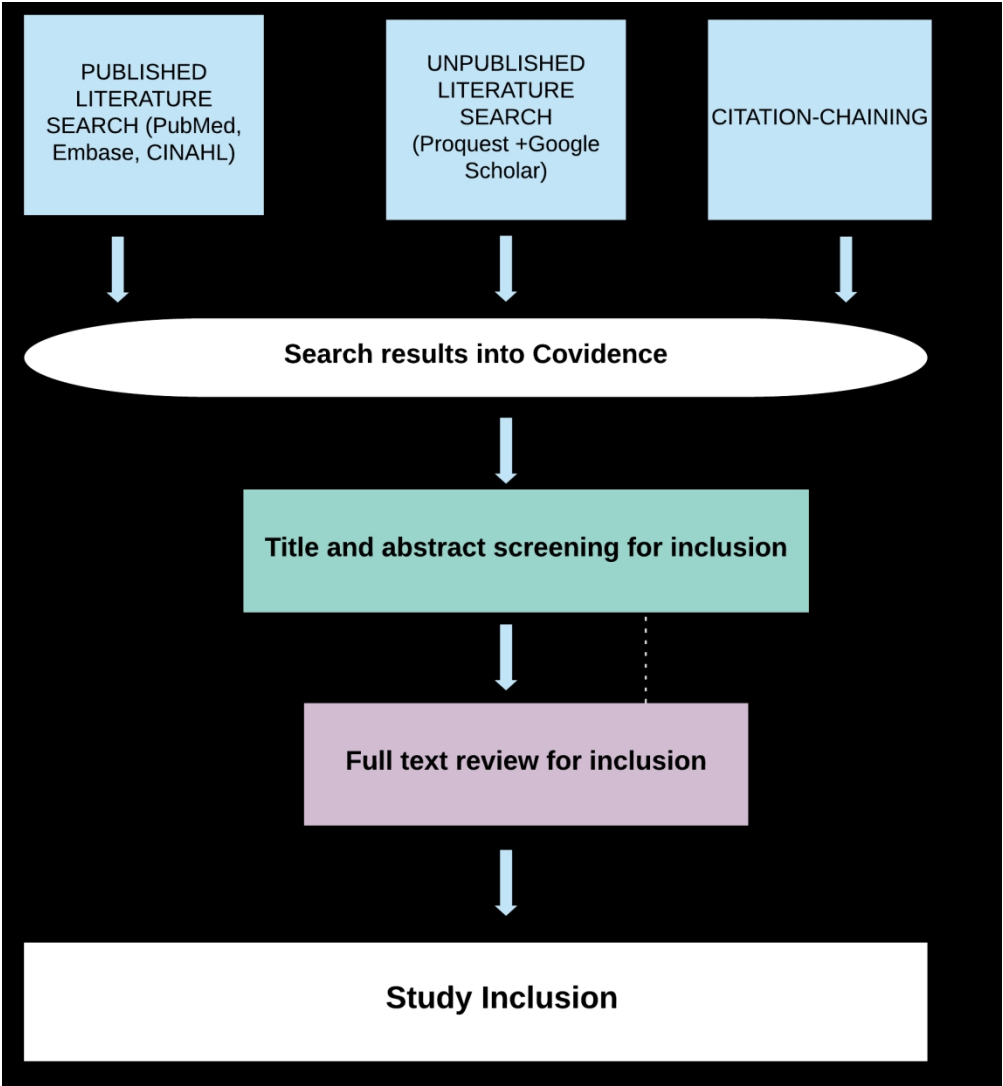 PUBLISHED
LITERATURE
SEARCH (PubMed,
Embase, CINAHL)
UNPUBLISHED
LITERATURE
SEARCH
(Proquest +Google
Scholar)
CITATION-CHAINING
Search results into Covidence
Title and abstract screening for inclusion
Full text review for inclusion
Study Inclusion